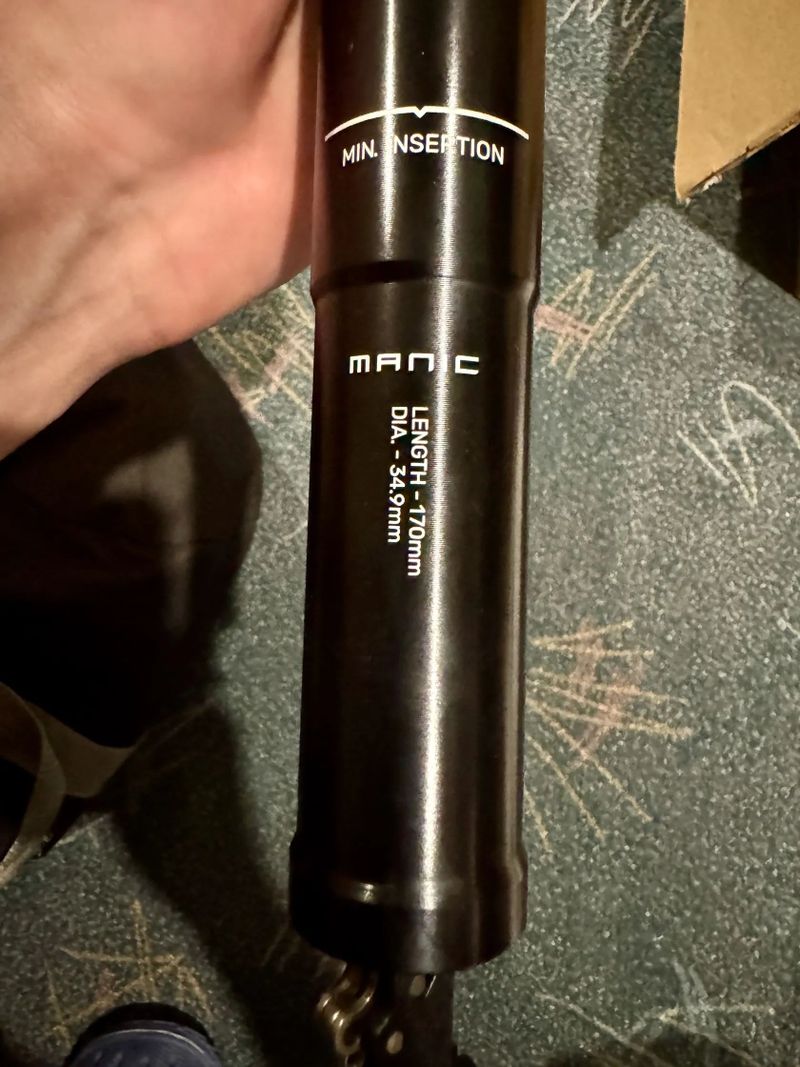 MIN. INSERTION
MANIC
LENGTH - 170mm
DIA. - 34.9mm